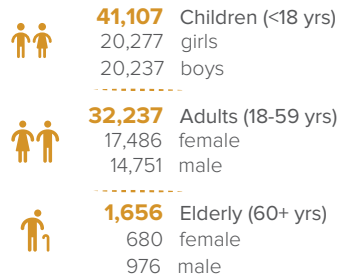 41,107 Children (<18 yrs)
20,277 girls
20,237 boys
32,237 Adults (18-59 yrs)
17,486 female
14,751 male
1,656 Elderly (60+ yrs)
680 female
976 male